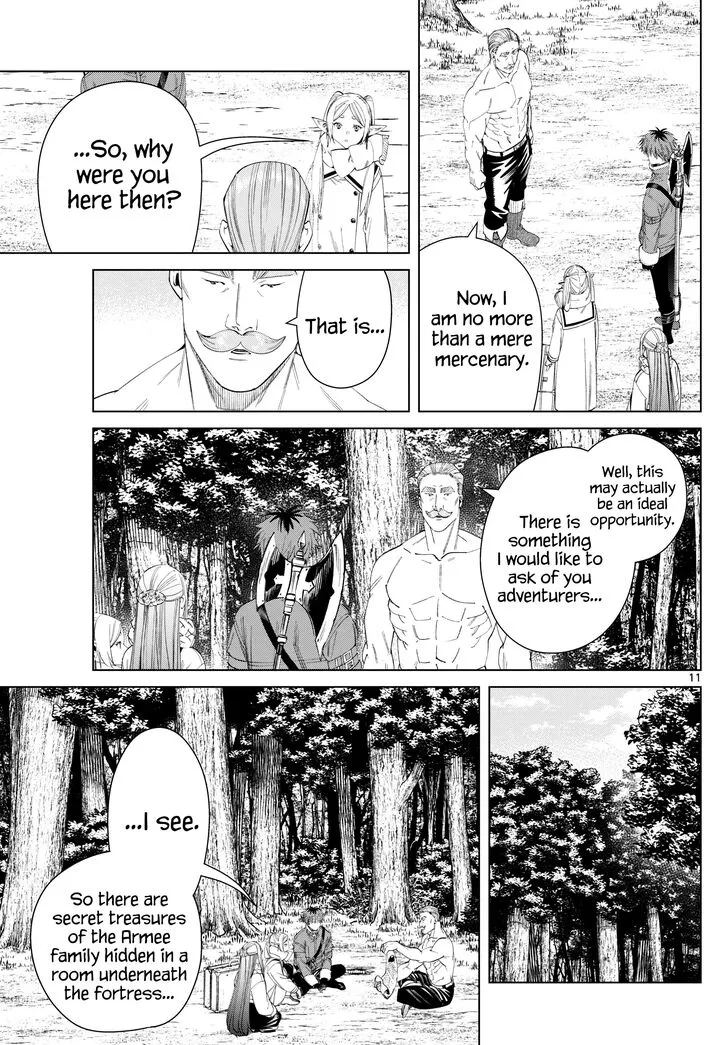 Now, I
am no more
than a mere
mercenary.
...So, why
were you
here then?
That is...
Well, this
may actually
be an ideal
opportunity.
There is
something
I would like to
ask of you
adventurers...
11
...I see.
So there are
secret treasures
of the Armee
family hidden in a
room underneath
the fortress...